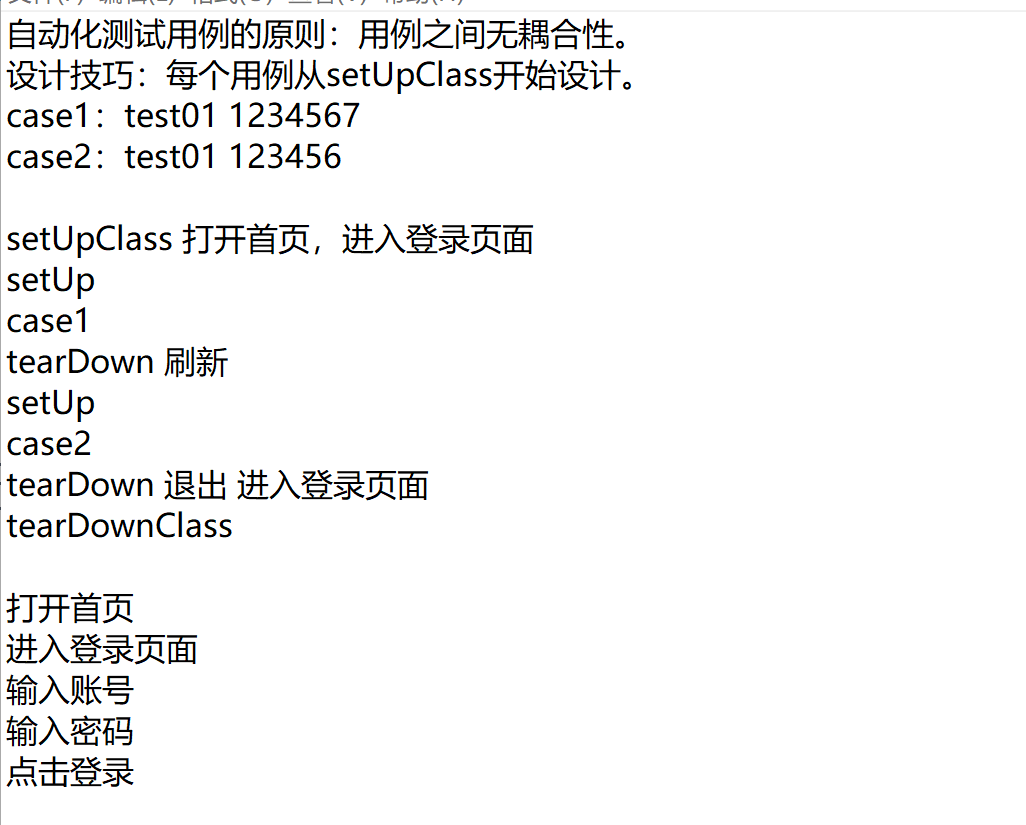 自动化测试用例的原则：用例之间无耦合性。
设计技巧：每个用例从setUpClass开始设计。
case1：test01 1234567
case2：test01 123456
setUpClass 打开首页，进入登录页面
setUp
case1
tearDown 刷新
setUp
case2
tearDown 退出 进入登录页面
tearDownClass
打开首页
进入登录页面
输入账号
输入密码
点击登录